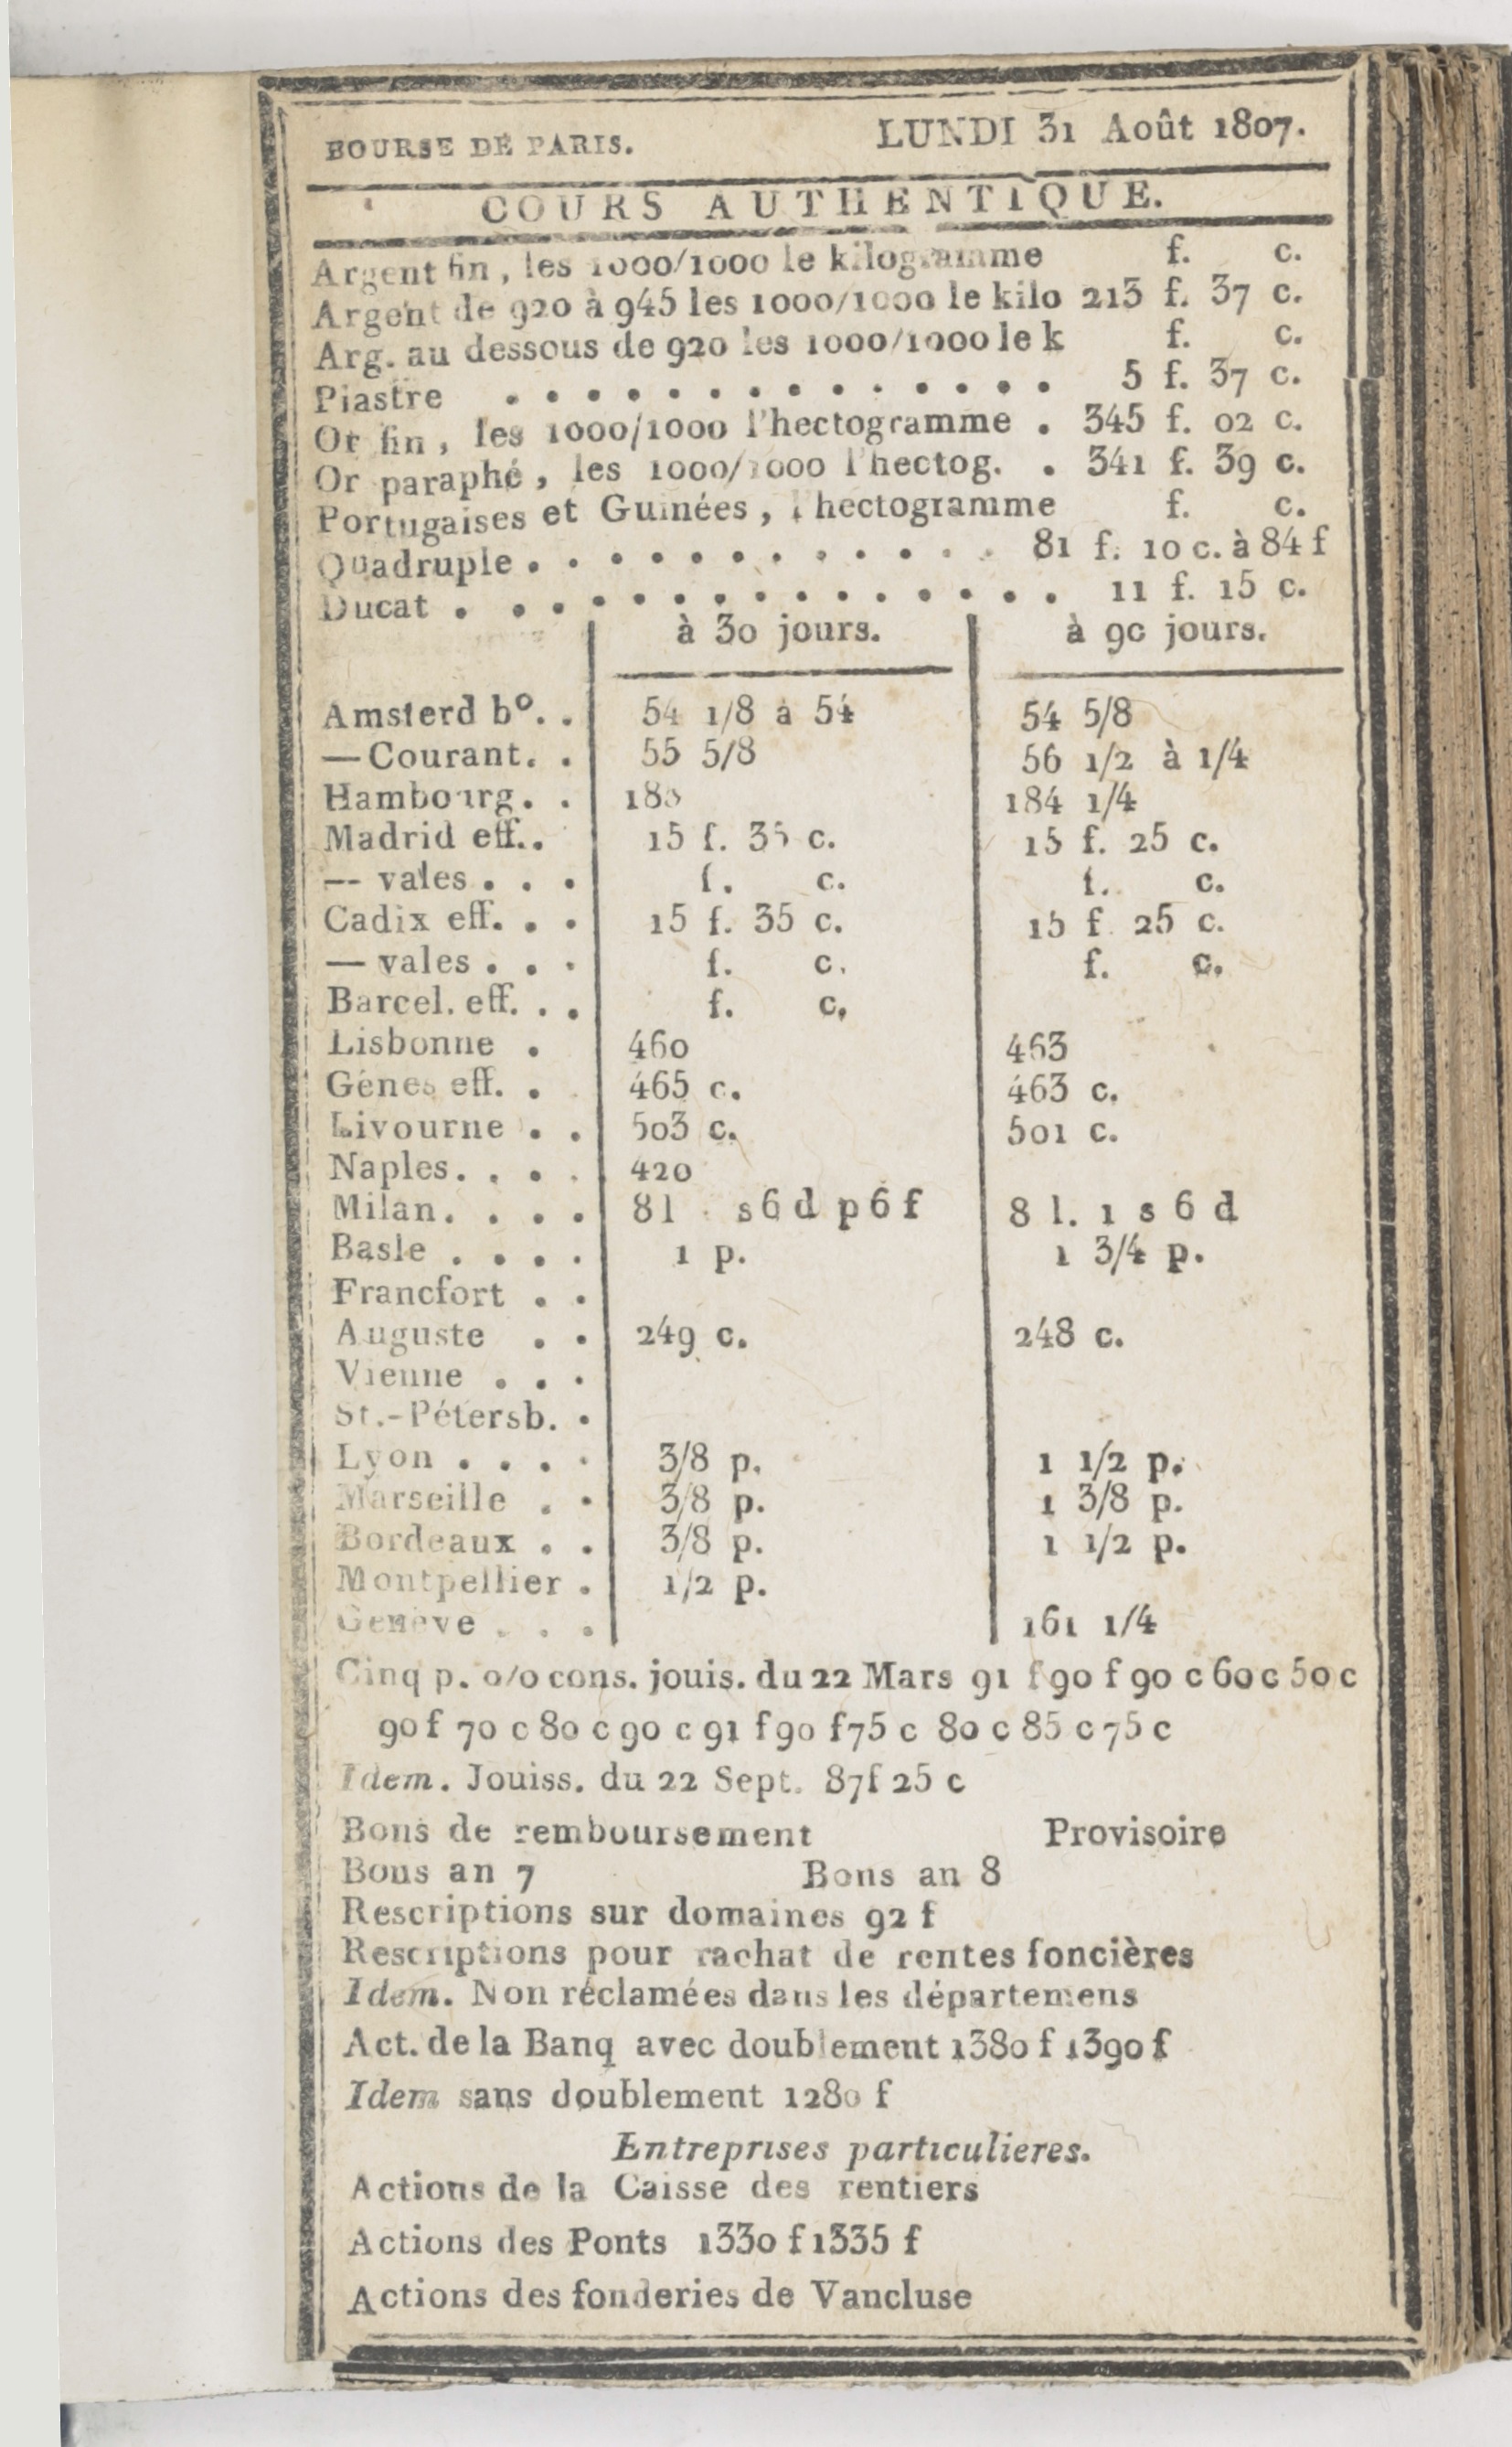 BOURSE DE PARIS. LUNDI 31 Août 1807.
COURS AUTHENTIQUE.
Argent fin, les 1000/1000 le kilogramme f. c.
Argent de 920 à 945 les 1000/1000 le kilo 213 f. 37 c.
Arg. au dessous de 920 les 1000/1000 le k f. c.
Piastre . . . . . . . . . . . . . . 5 f. 37 c.
Or fin, les 1000/1000 l'hectogramme . 345 f. 02 c.
Or paraphé, les 1000/1000 l'hectog. . 341 f. 39 c.
Portugaises et Guinées, l'hectogramme f. c.
Quadruple . . . . . . . . . . . . 81 f. 10 c. à 84 f
Ducat . . . . . . . . . . . . . . . 11 f. 15 c.
à 30 jours. à 90 jours.
Amsterd bº. . 54 1/8 à 54 54 5/8
— Courant. . 55 5/8 56 1/2 à 1/4
Hambourg. . 184 1/4
Madrid eff. . 15 f. 35 c. 15 f. 25 c.
— vales . . . f. c. f. c.
Cadix eff. . . 15 f. 35 c. 15 f 25 c.
— vales . . . f. c. f. c.
Barcel. eff. . . f. c.
Lisbonne . 460 463
Gênes eff. . 465 c. 463 c.
Livourne . . 503 c. 501 c.
Naples. . . . 420
Milan. . . . 8 l s 6 d p 6 f 8 l. 1 s 6 d
Basle . . . . 1 p. 1 3/4 p.
Francfort . .
Auguste . . 249 c. 248 c.
Vienne . . .
St.-Pétersb. .
Lyon . . . . 3/8 p. 1 1/2 p.
Marseille . . 3/8 p. 1 3/8 p.
Bordeaux . . 3/8 p. 1 1/2 p.
Montpellier . 1/2 p.
Genève . . . 161 1/4
Cinq p. o/o cons. jouis. du 22 Mars 91 f 90 f 90 c 60 c 50 c
90 f 70 c 80 c 90 c 91 f 90 f 75 c 80 c 85 c 75 c
Idem. Jouiss. du 22 Sept. 87 f 25 c
Bons de remboursement Provisoire
Bons an 7 Bons an 8
Rescriptions sur domaines 92 f
Rescriptions pour rachat de rentes foncières
Idem. Non réclamées dans les départemens
Act. de la Banq avec doublement 1380 f 1390 f
Idem sans doublement 1280 f
Entreprises particulieres.
Actions de la Caisse des rentiers
Actions des Ponts 1330 f 1335 f
Actions des fonderies de Vancluse